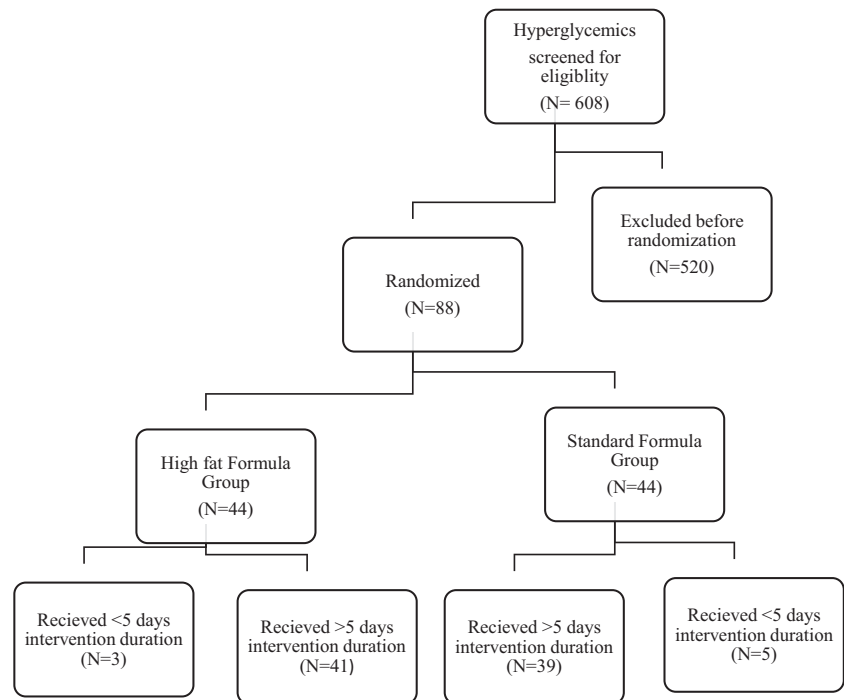 Hyperglycemics
screened for
eligiblity
(N= 608)
Excluded before
randomization
(N=520)
Randomized
(N=88)
High fat Formula
Group
(N=44)
Standard Formula
Group
(N=44)
Recieved <5 days
intervention duration
(N=3)
Recieved >5 days
intervention duration
(N=41)
Recieved >5 days
intervention duration
(N=39)
Recieved <5 days
intervention duration
(N=5)